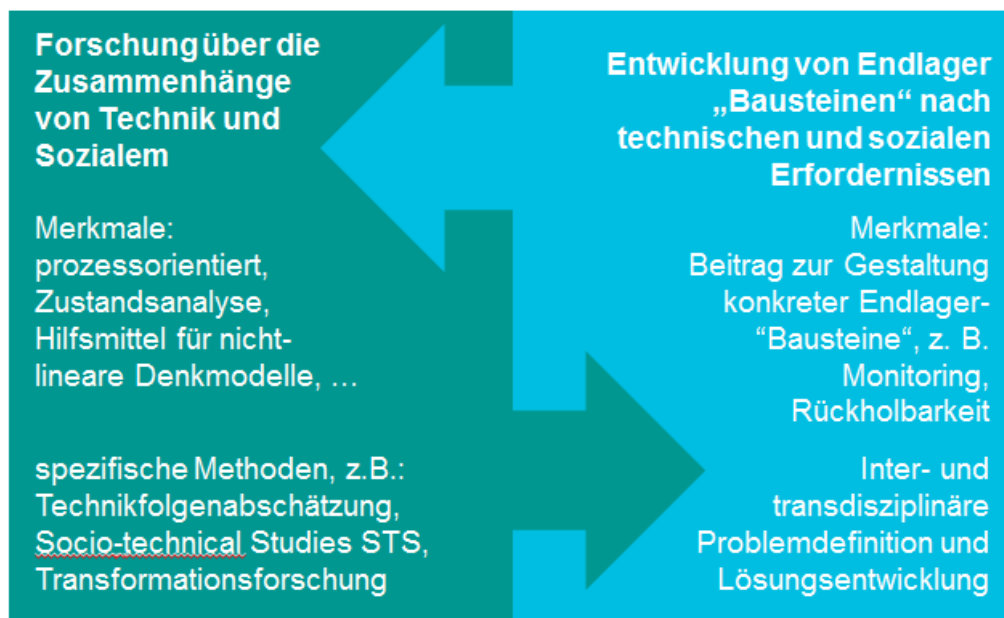 Forschung über die
Zusammenhänge
von Technik und
Sozialem
Merkmale:
prozessorientiert,
Zustandsanalyse,
Hilfsmittel für nicht-
lineare Denkmodelle, ...
spezifische Methoden, z.B.:
Technikfolgenabschätzung,
Socio-technical Studies STS,
Transformationsforschung
Entwicklung von Endlager
„Bausteinen“ nach
technischen und sozialen
Erfordernissen
Merkmale:
Beitrag zur Gestaltung
konkreter Endlager-
“Bausteine“, z. B.
Monitoring,
Rückholbarkeit
Inter- und
transdisziplinäre
Problemdefinition und
Lösungsentwicklung